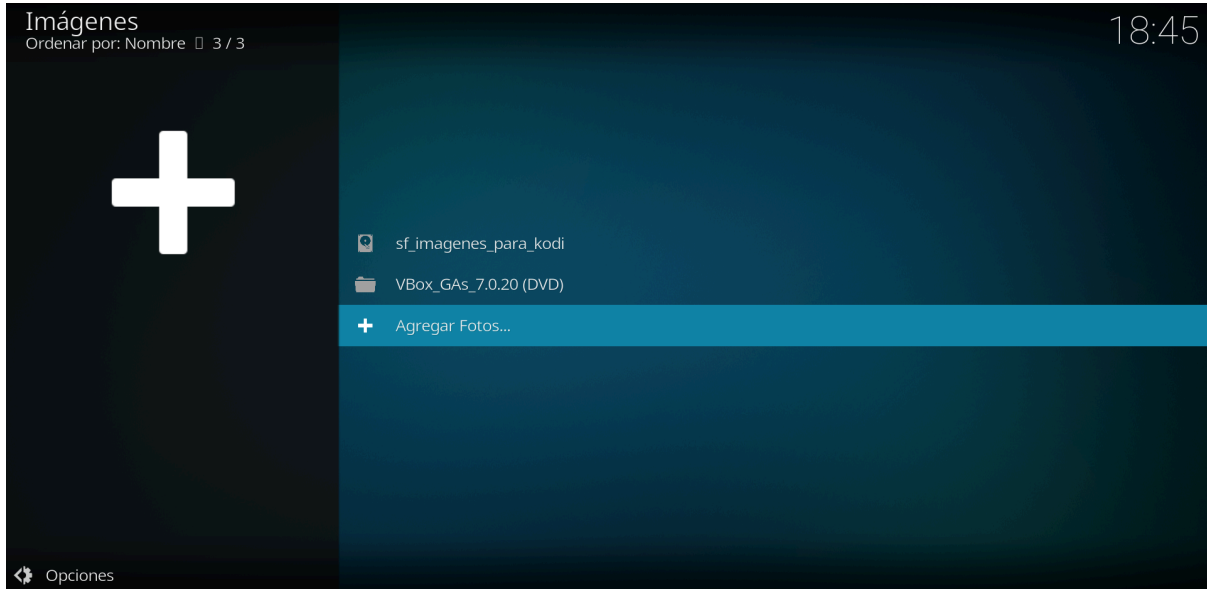 Imágenes
Ordenar por: Nombre 3 / 3
18:45
sf_imagenes_para_kodi
VBox_GAs_7.0.20 (DVD)
Agregar Fotos...
Opciones